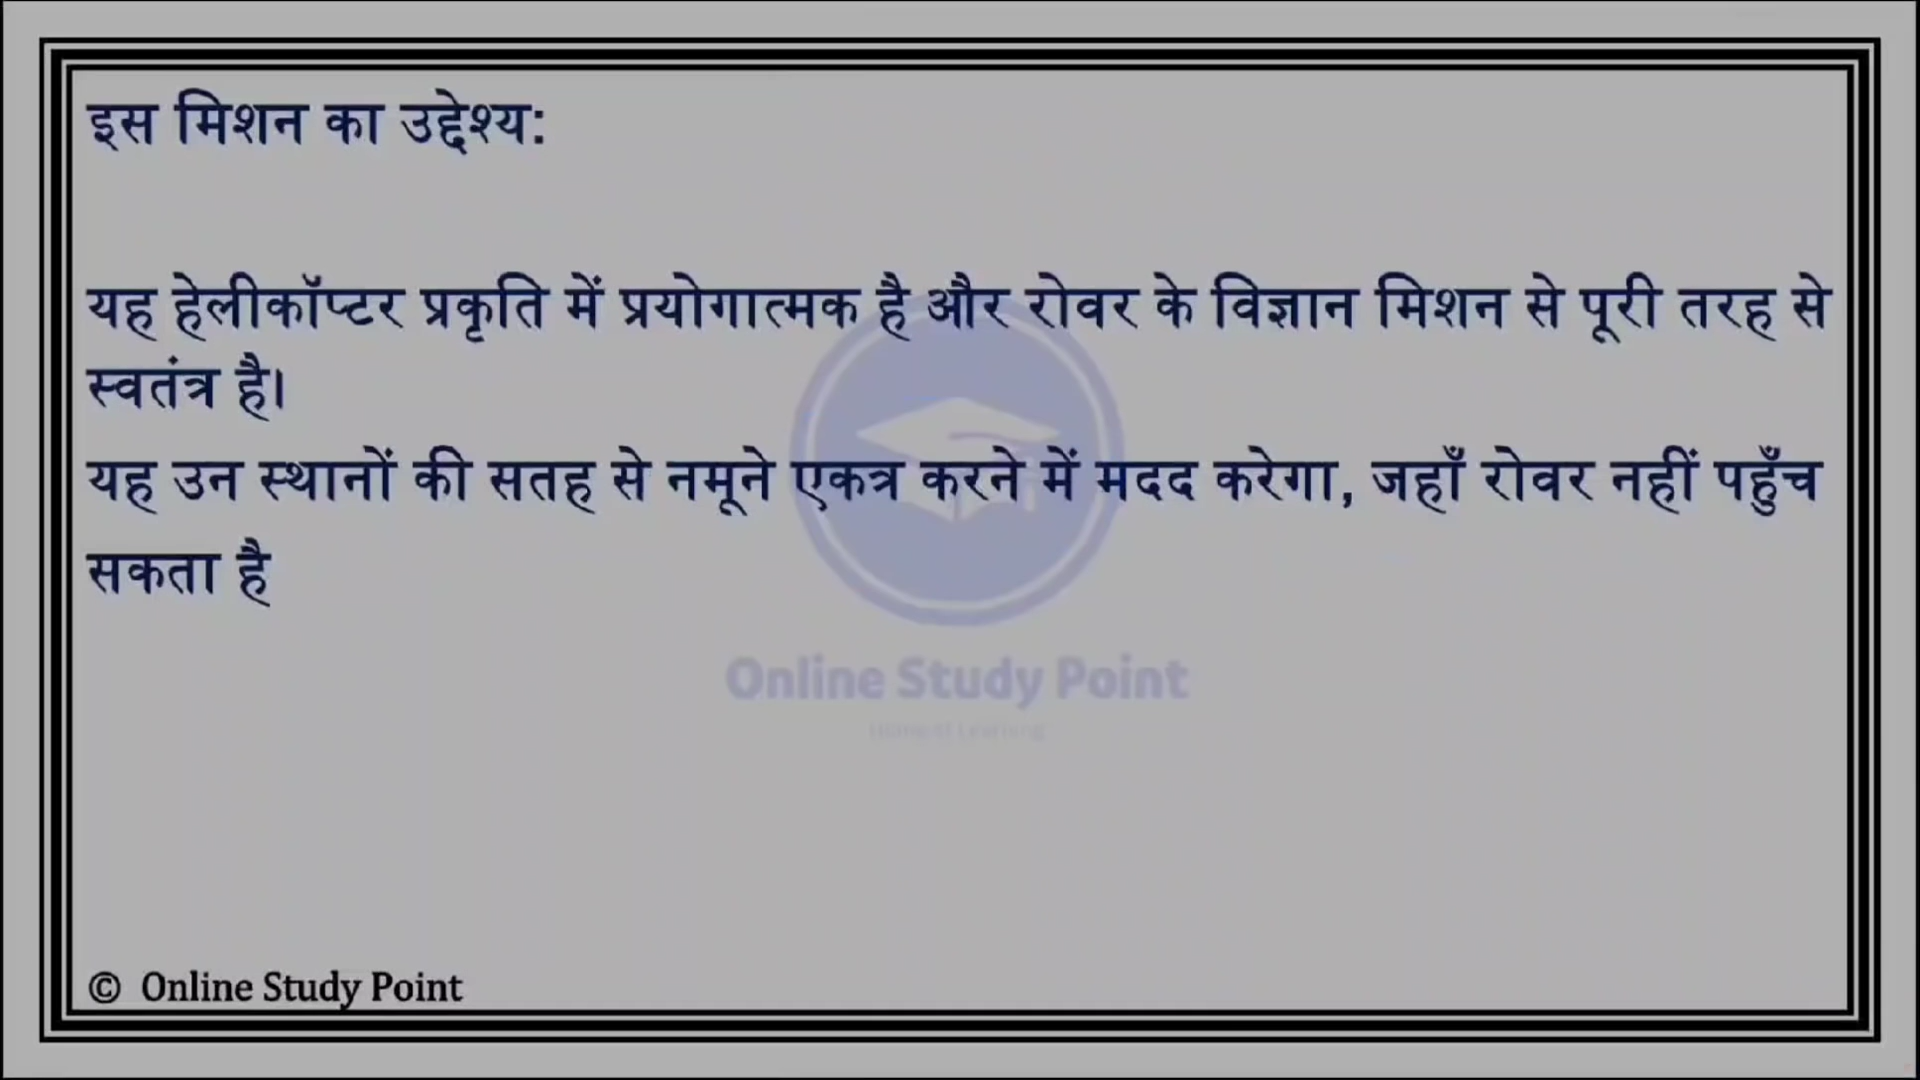 इस मिशन का उद्देश्य:
यह हेलीकॉप्टर प्रकृति में प्रयोगात्मक है और रोवर के विज्ञान मिशन से पूरी तरह से
स्वतंत्र है।
यह उन स्थानों की सतह से नमूने एकत्र करने में मदद करेगा, जहाँ रोवर नहीं पहुँच
सकता है
Online Study Point
© Online Study Point